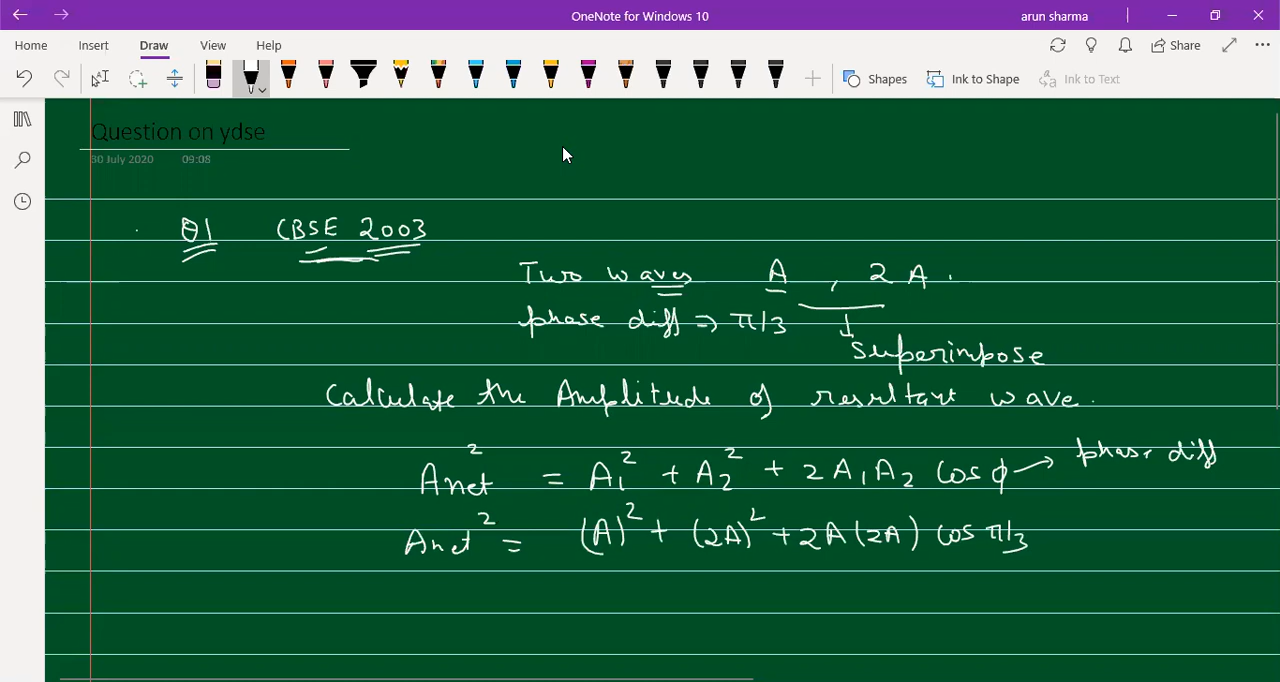 OneNote for Windows 10
arun sharma
Home Insert Draw View Help
Share
Shapes Ink to Shape Ink to Text
Question on ydse
30 July 2020 09:08
Q1 CBSE 2003
Two waves A , 2A.
phase diff ⇒ π/3
Superimpose
Calculate the Amplitude of resultant wave.
Anet² = A₁² + A₂² + 2A₁A₂ cos ϕ → phase diff
Anet² = (A)² + (2A)² + 2A(2A) cos π/3